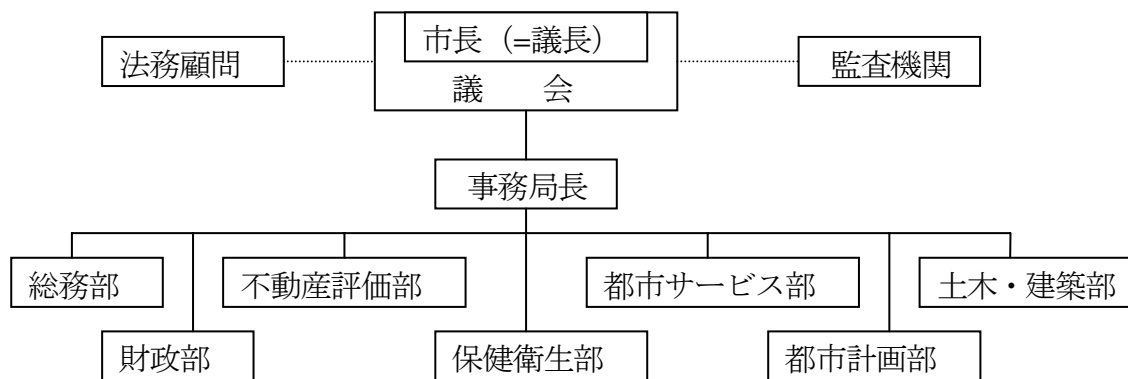 市長（=議長）
法務顧問
監査機関
議　会
事務局長
総務部
不動産評価部
都市サービス部
土木・建築部
財政部
保健衛生部
都市計画部